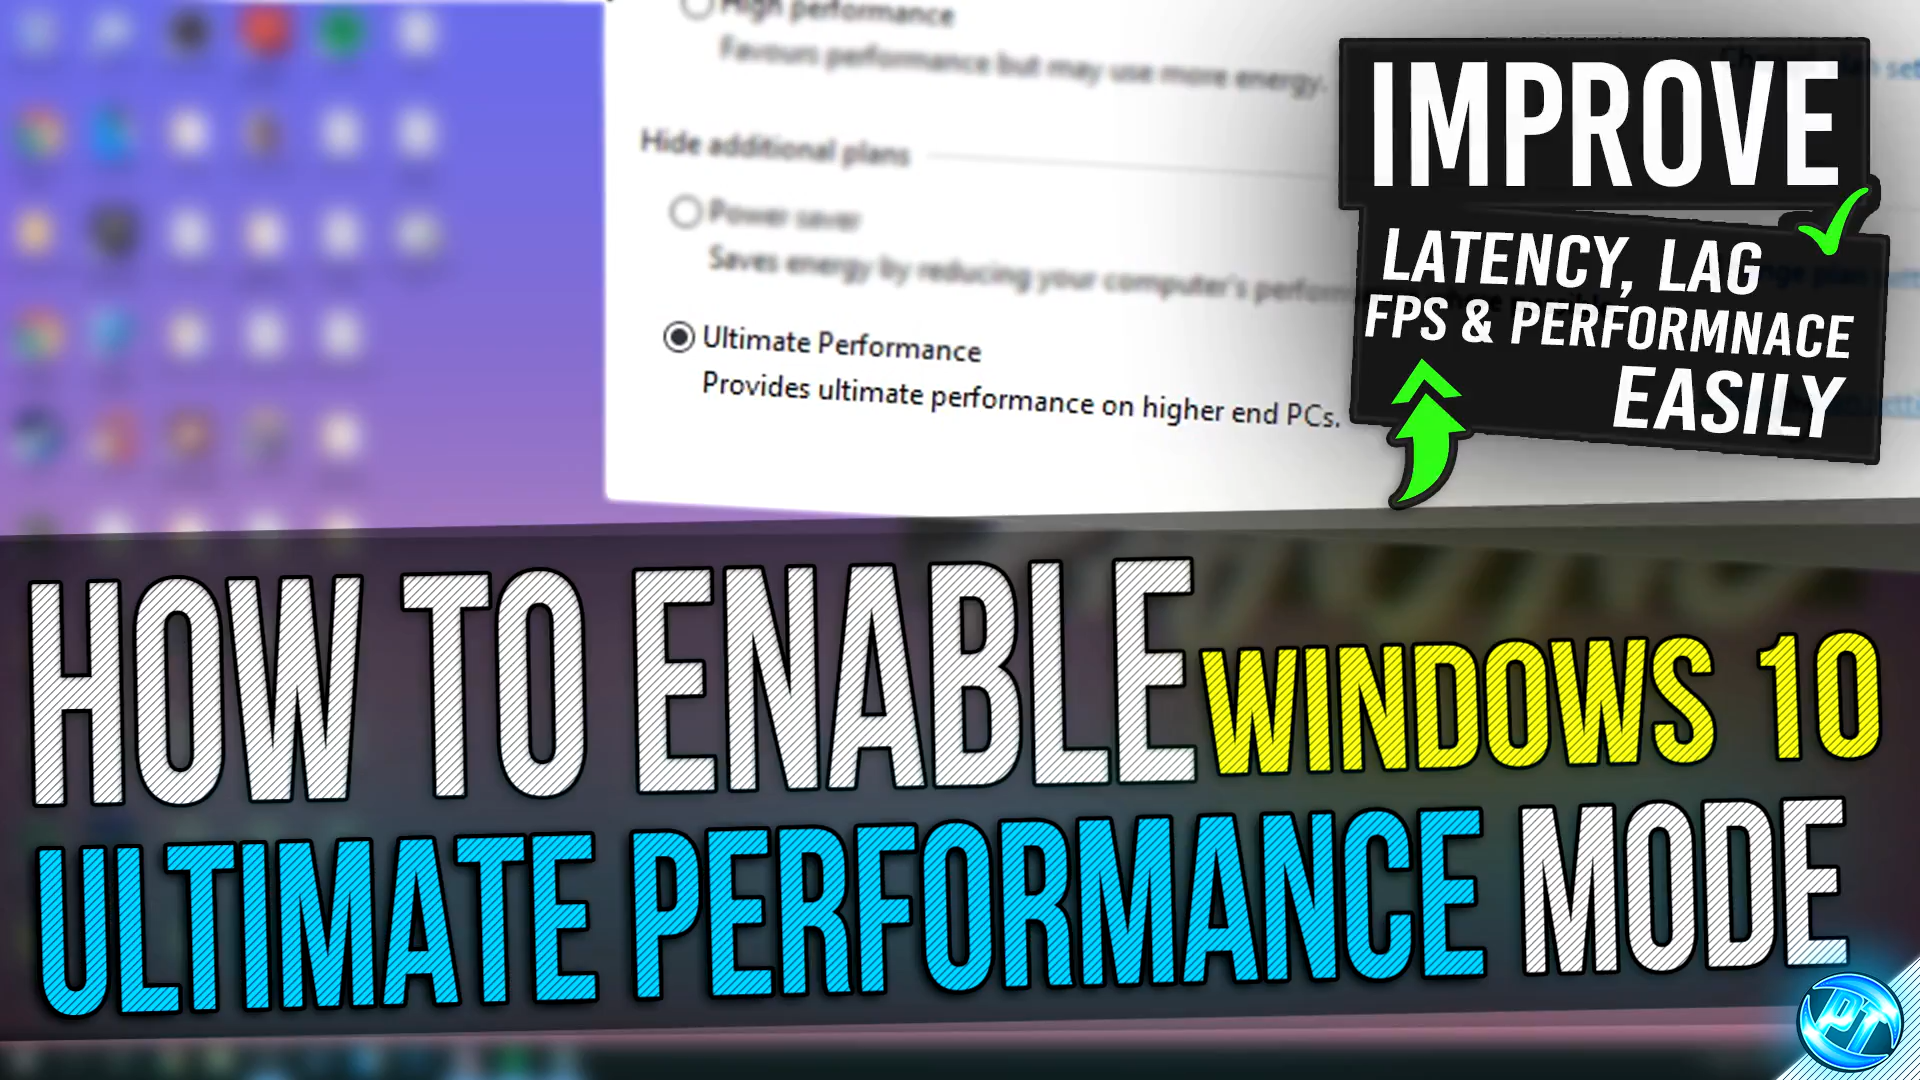 High performance
Favours performance but may use more energy.
Hide additional plans
Power saver
Saves energy by reducing your computer's
Ultimate Performance
Provides ultimate performance on higher end PCs.
IMPROVE
LATENCY, LAG
FPS & PERFORMNACE
EASILY
HOW TO ENABLE WINDOWS 10
ULTIMATE PERFORMANCE MODE
PT